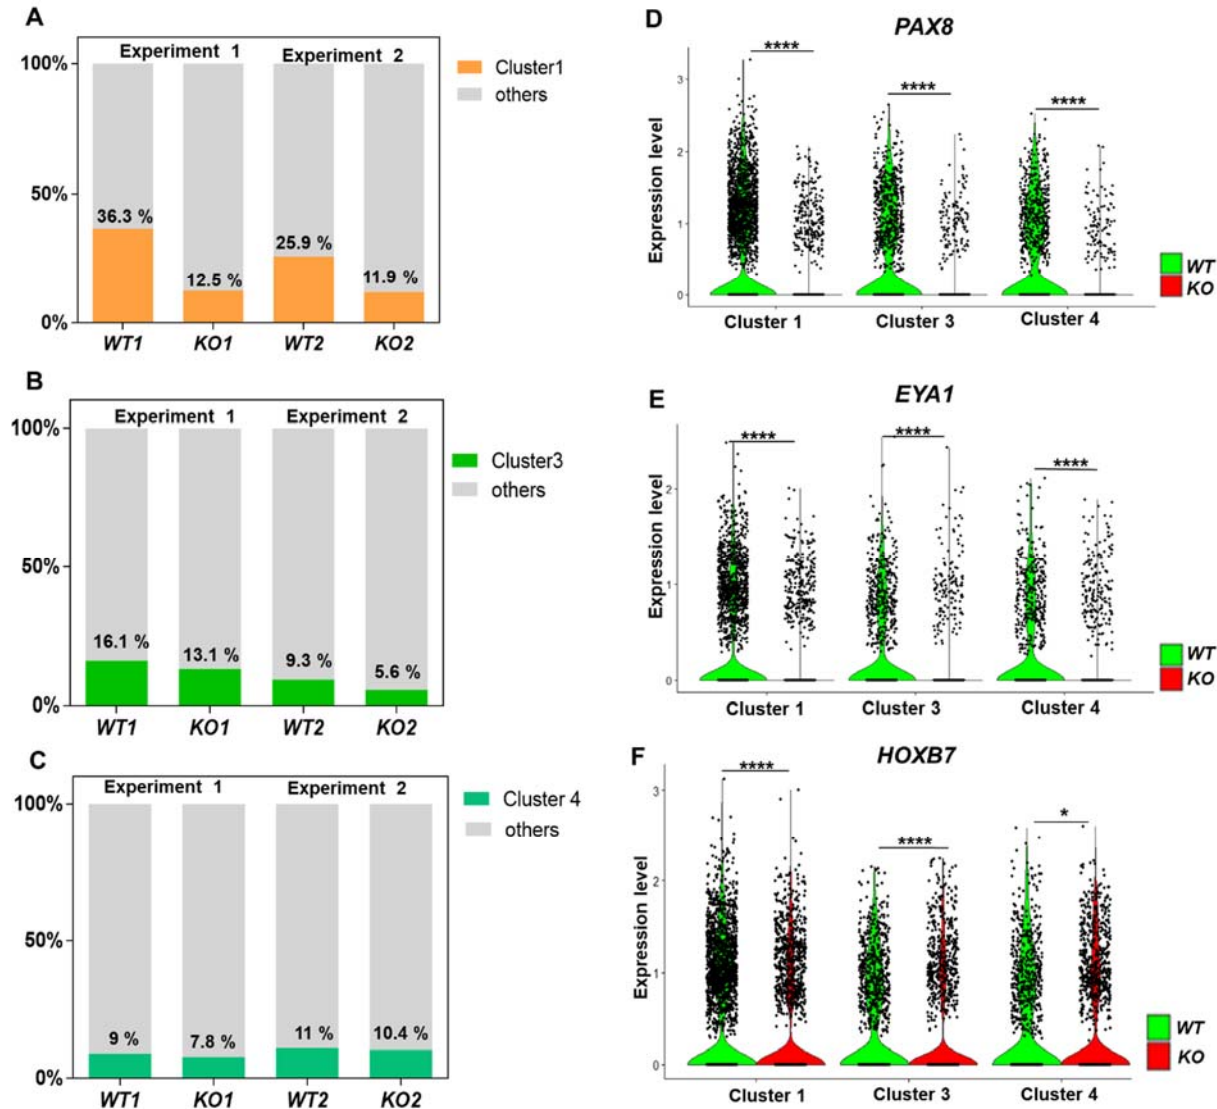 A
Experiment 1
Experiment 2
100%
50%
0%
36.3 %
12.5 %
25.9 %
11.9 %
WT1
KO1
WT2
KO2
Cluster1
others
B
Experiment 1
Experiment 2
100%
50%
0%
16.1 %
13.1 %
9.3 %
5.6 %
WT1
KO1
WT2
KO2
Cluster3
others
C
Experiment 1
Experiment 2
100%
50%
0%
9 %
7.8 %
11 %
10.4 %
WT1
KO1
WT2
KO2
Cluster 4
others
D
PAX8
Expression level
3
2
1
0
****
****
****
Cluster 1
Cluster 3
Cluster 4
WT
KO
E
EYA1
Expression level
2
1
0
****
****
****
Cluster 1
Cluster 3
Cluster 4
WT
KO
F
HOXB7
Expression level
3
2
1
0
****
****
*
Cluster 1
Cluster 3
Cluster 4
WT
KO